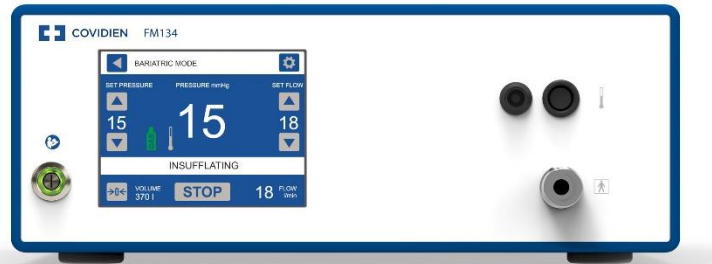 COVIDIEN FM134
BARIATRIC MODE
SET PRESSURE PRESSURE mmHg SET FLOW
15 15 18
INSUFFLATING
→0← VOLUME 370 l STOP 18 FLOW l/min